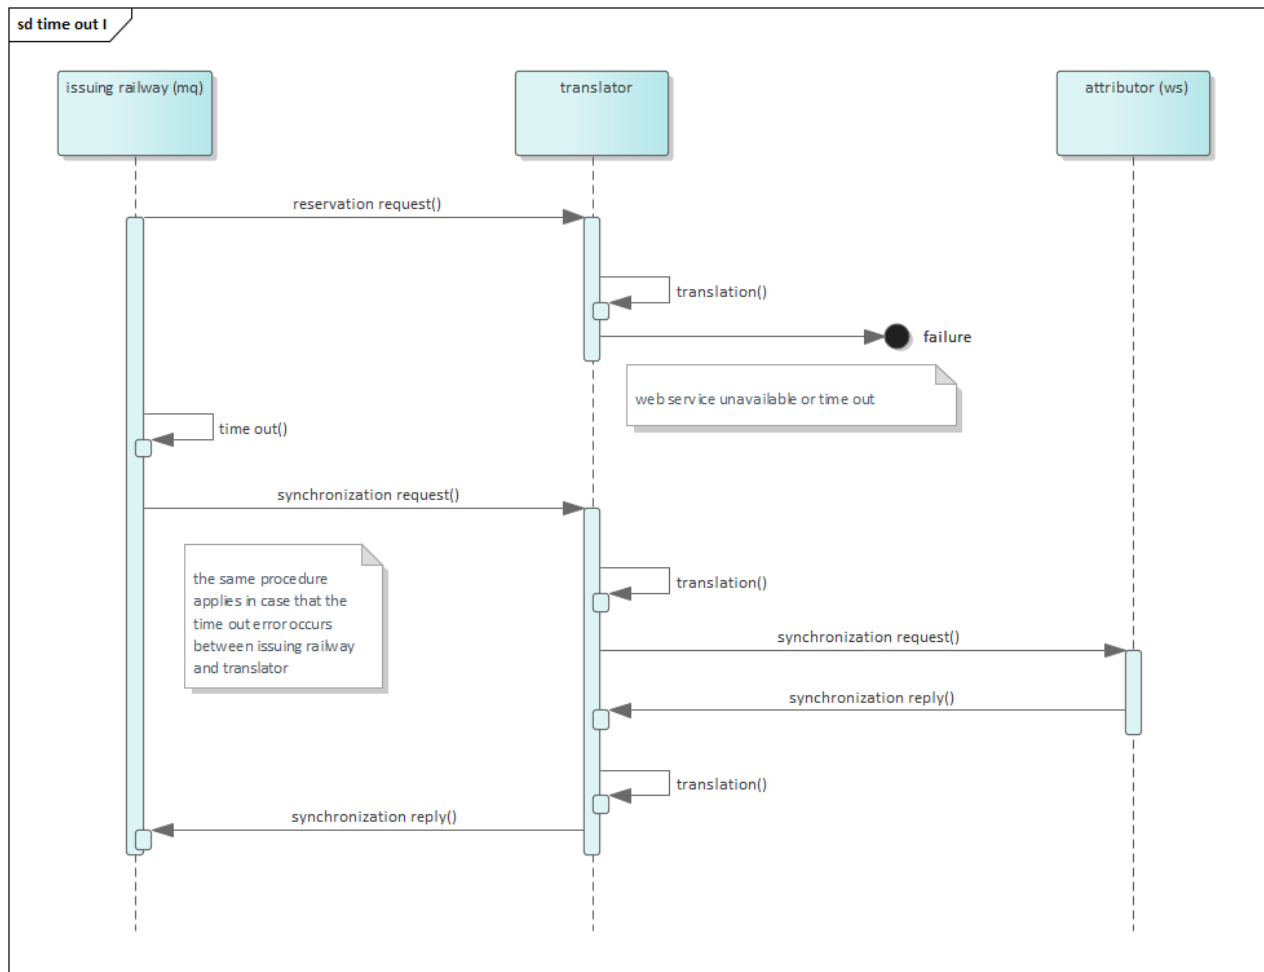 sd time out I
issuing railway (mq)
translator
attributor (ws)
reservation request()
translation()
failure
web service unavailable or time out
time out()
synchronization request()
the same procedure
applies in case that the
time out error occurs
between issuing railway
and translator
translation()
synchronization request()
synchronization reply()
translation()
synchronization reply()